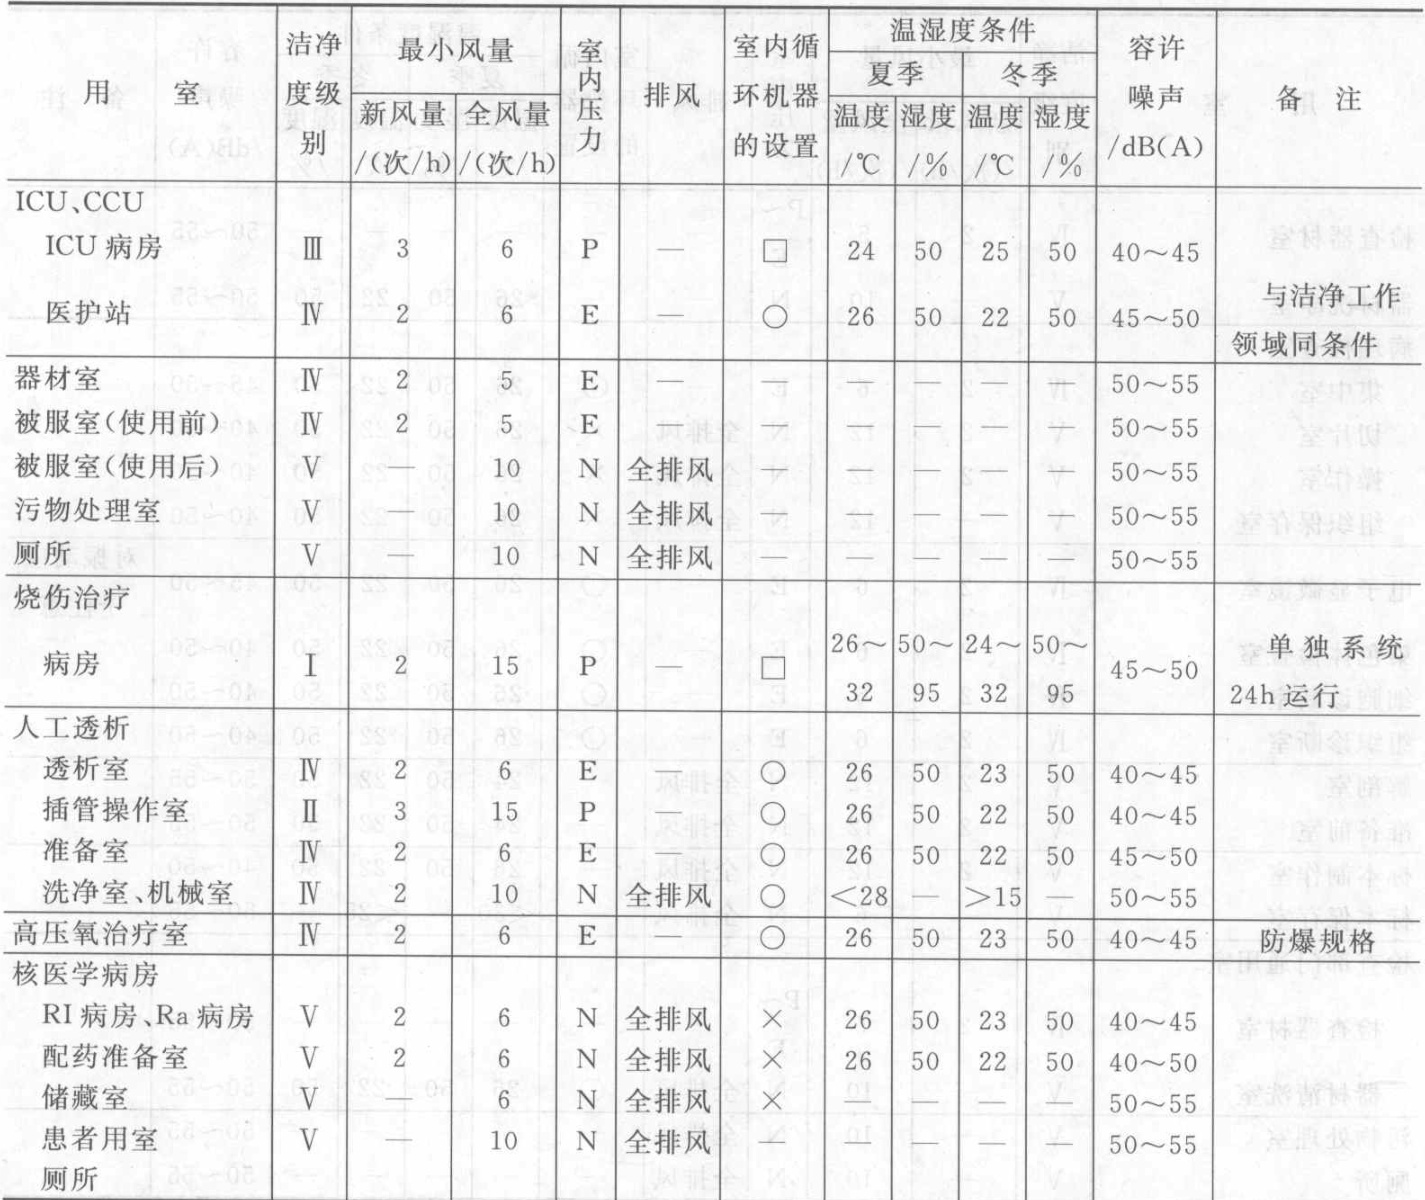 用 室 洁净度级别 最小风量 室内压力 排风 室内循环机器的设置 温湿度条件 容许噪声/dB(A) 备 注
新风量/(次/h) 全风量/(次/h) 夏季 冬季
温度/℃ 湿度/% 温度/℃ 湿度/%
ICU、CCU
ICU 病房 Ⅲ 3 6 P — □ 24 50 25 50 40～45
医护站 Ⅳ 2 6 E — ○ 26 50 22 50 45～50 与洁净工作
领域同条件
器材室 Ⅳ 2 5 E — — — — — — 50～55
被服室(使用前) Ⅳ 2 5 E — — — — — — 50～55
被服室(使用后) Ⅴ — 10 N 全排风 — — — — — 50～55
污物处理室 Ⅴ — 10 N 全排风 — — — — — 50～55
厕所 Ⅴ — 10 N 全排风 — — — — — 50～55
烧伤治疗
病房 Ⅰ 2 15 P — □ 26～32 50～95 24～32 50～95 45～50 单独系统
24h 运行
人工透析
透析室 Ⅳ 2 6 E — ○ 26 50 23 50 40～45
插管操作室 Ⅱ 3 15 P — ○ 26 50 22 50 40～45
准备室 Ⅳ 2 6 E — ○ 26 50 22 50 45～50
洗净室、机械室 Ⅳ 2 10 N 全排风 ○ <28 — >15 — 50～55
高压氧治疗室 Ⅳ 2 6 E — ○ 26 50 23 50 40～45 防爆规格
核医学病房
RI 病房、Ra 病房 Ⅴ 2 6 N 全排风 × 26 50 23 50 40～45
配药准备室 Ⅴ 2 6 N 全排风 × 26 50 22 50 40～50
储藏室 Ⅴ — 6 N 全排风 × — — — — 50～55
患者用室 Ⅴ — 10 N 全排风 — — — — — 50～55
厕所